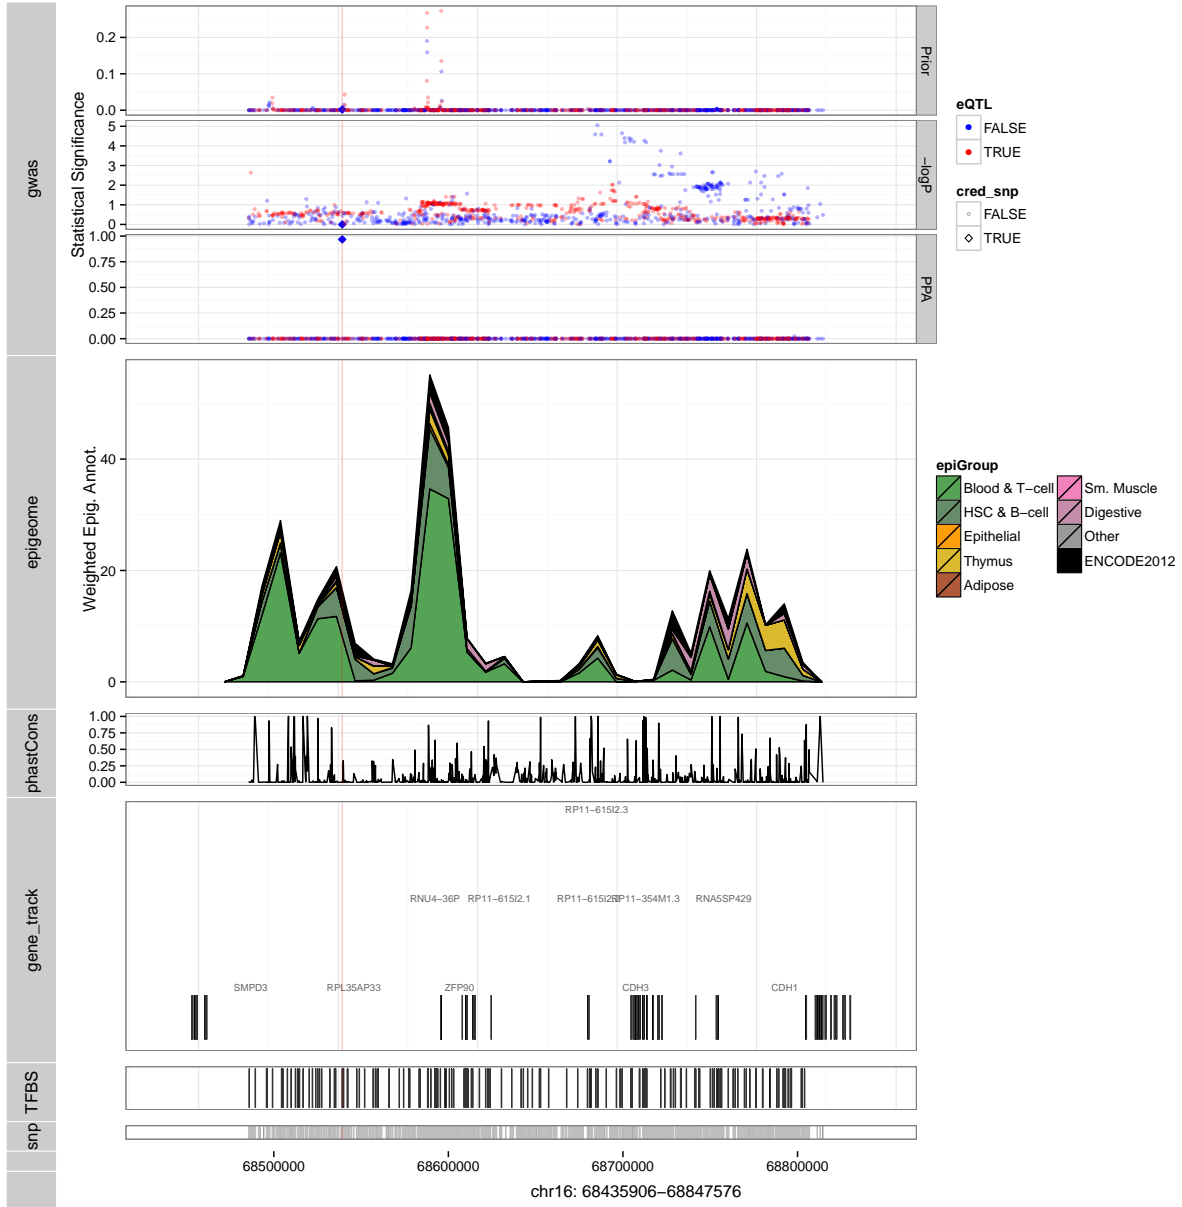 gwas
Statistical Significance
0.2
0.1
0.0
Prior
5
4
3
2
1
0
−logP
1.00
0.75
0.50
0.25
0.00
PPA
eQTL
FALSE
TRUE
cred_snp
FALSE
TRUE
epigeome
Weighted Epig. Annot.
40
20
0
epiGroup
Blood & T−cell
HSC & B−cell
Epithelial
Thymus
Adipose
Sm. Muscle
Digestive
Other
ENCODE2012
phastCons
1.00
0.75
0.50
0.25
0.00
gene_track
RP11−615I2.3
RNU4−36P
RP11−615I2.1
RP11−354M1.3
RNA5SP429
SMPD3
RPL35AP33
ZFP90
CDH3
CDH1
TFBS
snp
68500000
68600000
68700000
68800000
chr16: 68435906−68847576